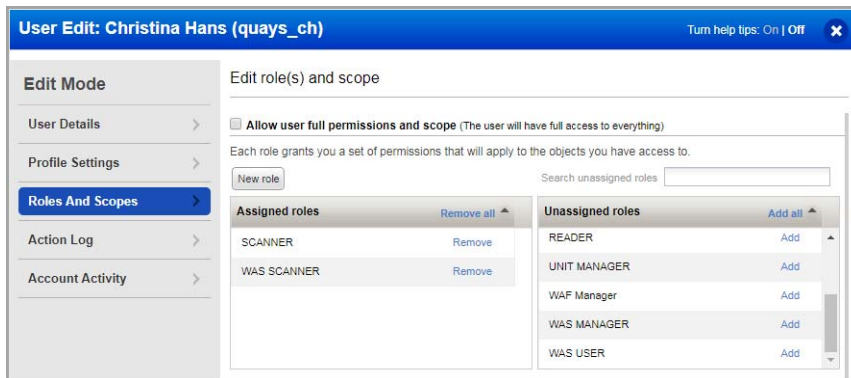 User Edit: Christina Hans (quays_ch)
Turn help tips: On | Off
Edit Mode
User Details
Profile Settings
Roles And Scopes
Action Log
Account Activity
Edit role(s) and scope
Allow user full permissions and scope (The user will have full access to everything)
Each role grants you a set of permissions that will apply to the objects you have access to.
New role
Search unassigned roles
Assigned roles Remove all
SCANNER Remove
WAS SCANNER Remove
Unassigned roles Add all
READER Add
UNIT MANAGER Add
WAF Manager Add
WAS MANAGER Add
WAS USER Add